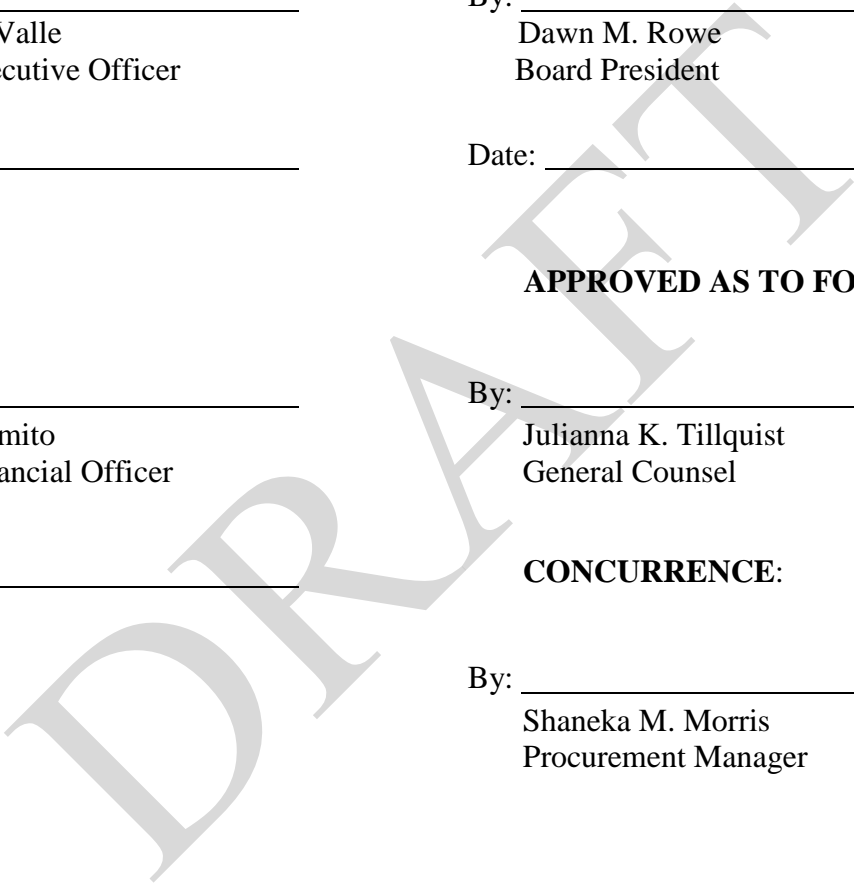 Valle
ecutive Officer
mito
ancial Officer
By:
Dawn M. Rowe
Board President
Date:
APPROVED AS TO FO
By:
Julianna K. Tillquist
General Counsel
CONCURRENCE:
By:
Shaneka M. Morris
Procurement Manager
DRAFT